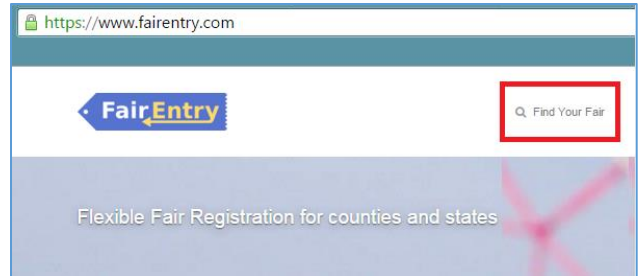 https://www.fairentry.com
FairEntry
Find Your Fair
Flexible Fair Registration for counties and states